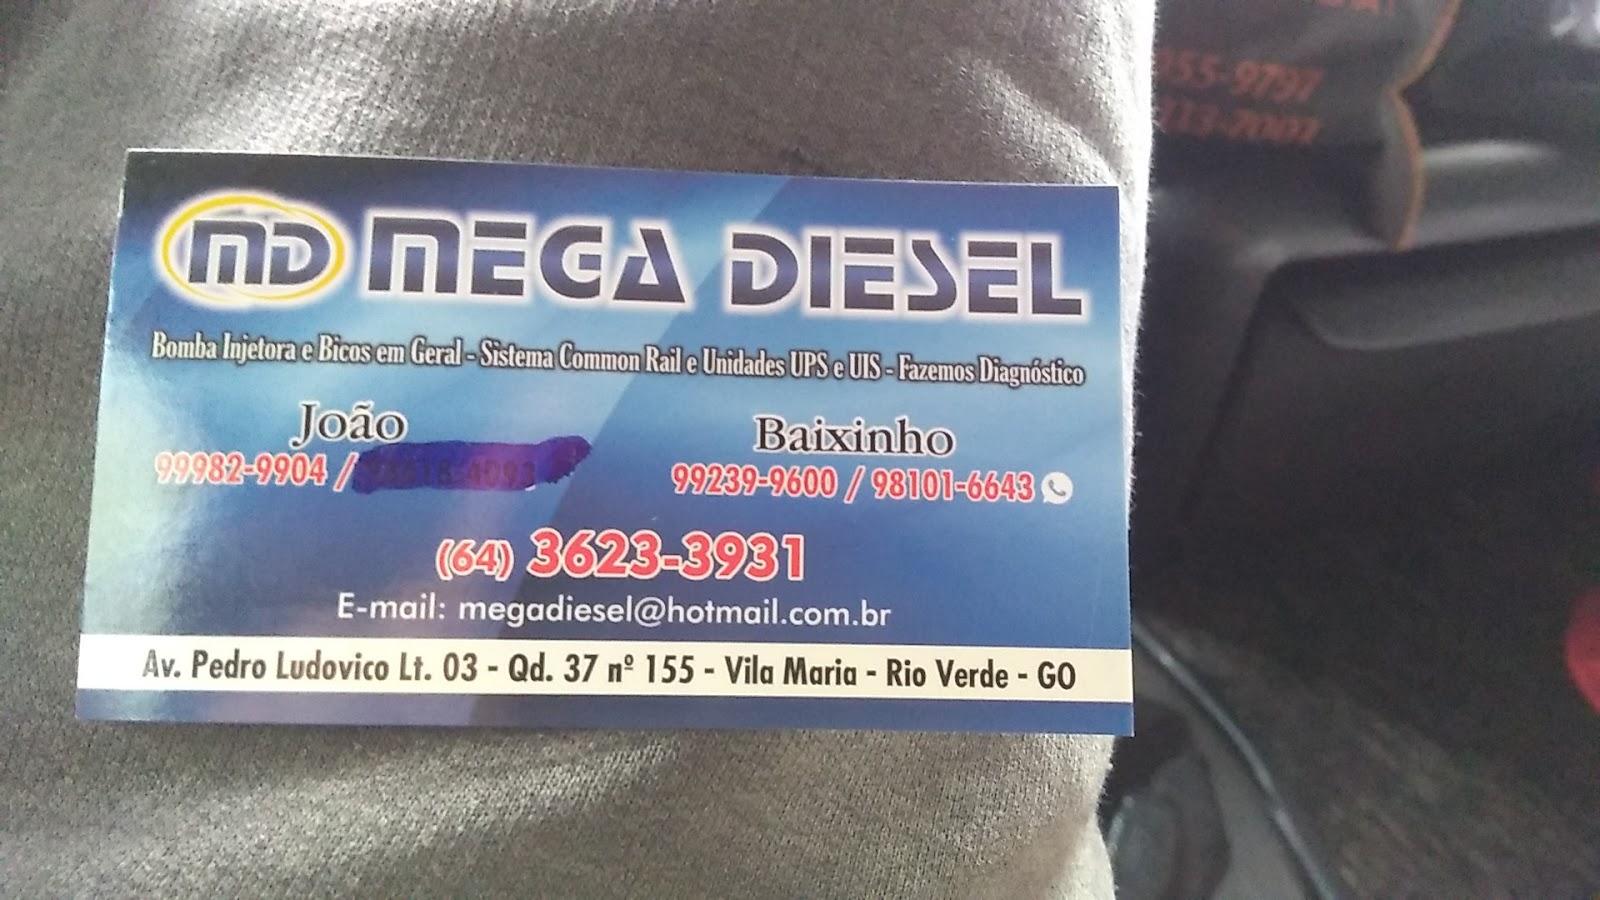 MD MEGA DIESEL
Bomba Injetora e Bicos em Geral - Sistema Common Rail e Unidades UPS e UIS - Fazemos Diagnóstico
João
99982-9904 /
Baixinho
99239-9600 / 98101-6643
(64) 3623-3931
E-mail: megadiesel@hotmail.com.br
Av. Pedro Ludovico Lt. 03 - Qd. 37 nº 155 - Vila Maria - Rio Verde - GO